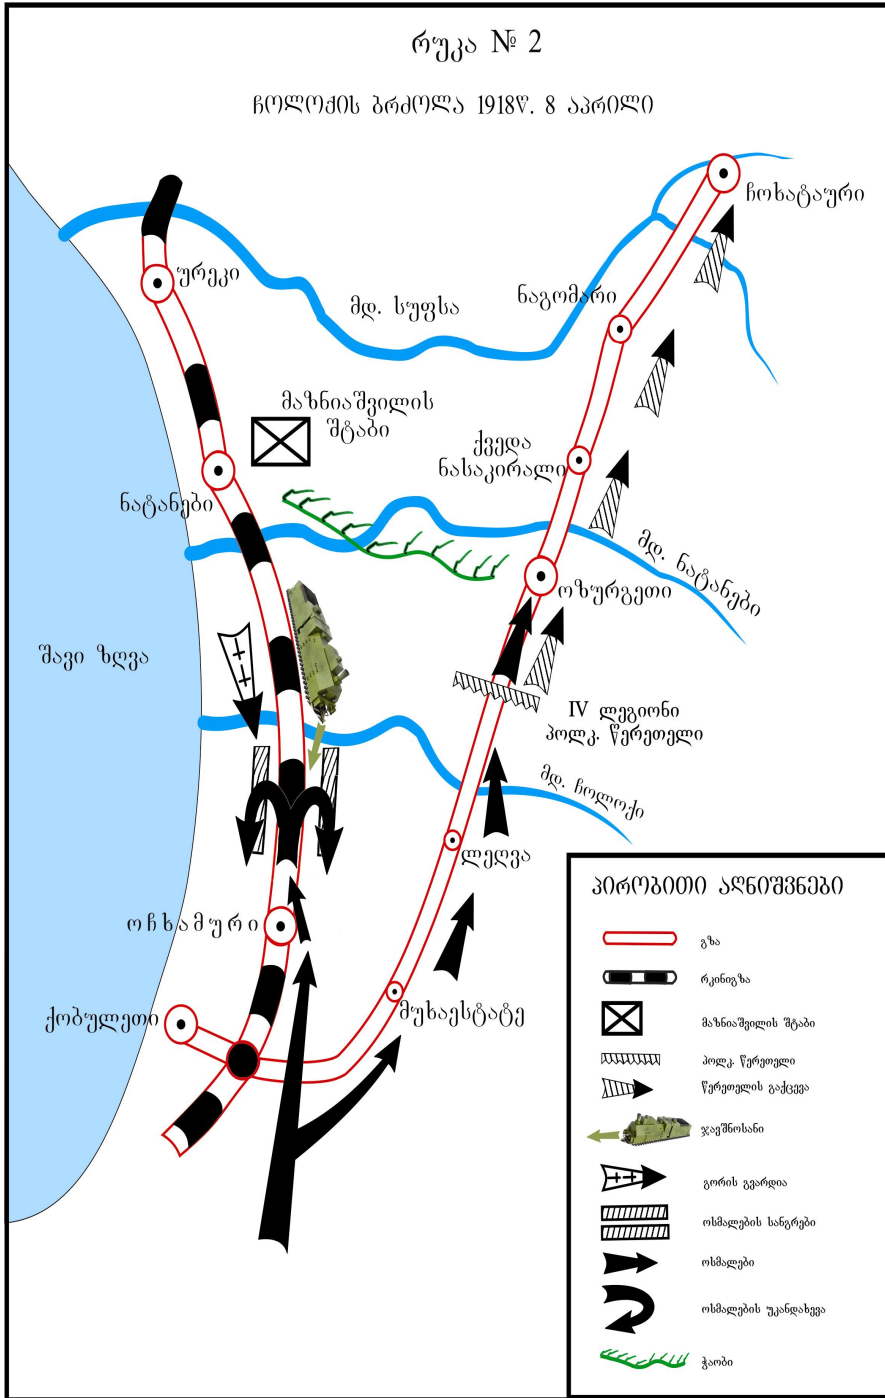 რუკა № 2
ჩოლოქის ბრძოლა 1918წ. 8 აპრილი
ჩოხატაური
ურეკი
მდ. სუფსა
ნაგომარი
მაზნიაშვილის
შტაბი
ქვედა
ნასაკირალი
ნატანები
მდ. ნატანები
ოზურგეთი
შავი ზღვა
IV ლეგიონი
პოლკ. წერეთელი
მდ. ჩოლოქი
ლეღვა
ოჩხამური
ქობულეთი
მუხაესტატე
პირობითი აღნიშვნები
გზა
რკინიგზა
მაზნიაშვილის შტაბი
პოლკ. წერეთელი
წერეთელის გაქცევა
ჯავშნოსანი
გორის გვარდია
ოსმალების სანგრები
ოსმალები
ოსმალების უკანდახევა
ჭაობი